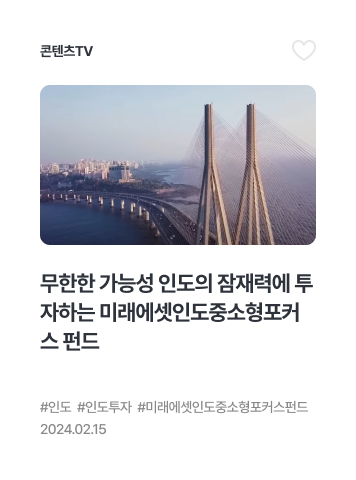 콘텐츠TV
무한한 가능성 인도의 잠재력에 투
자하는 미래에셋인도중소형포커
스 펀드
#인도 #인도투자 #미래에셋인도중소형포커스펀드
2024.02.15